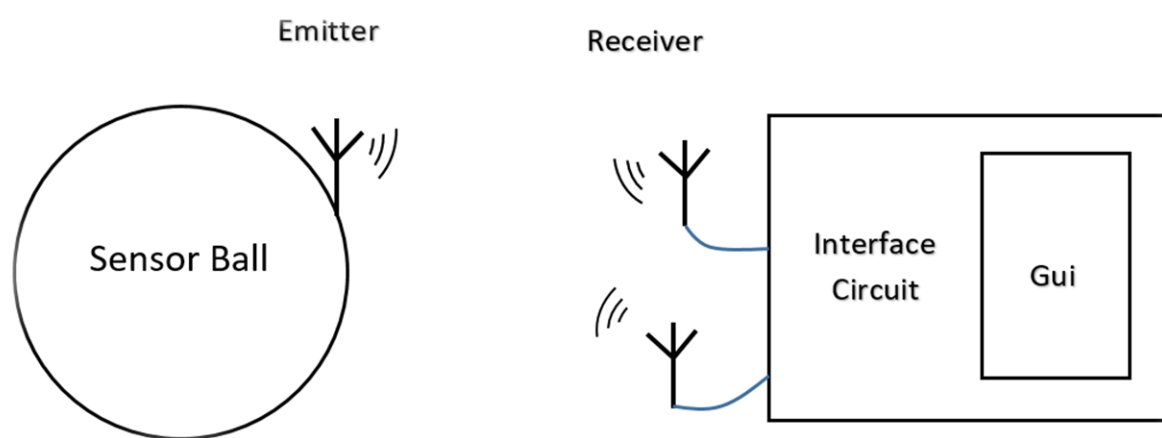 Emitter
Receiver
Sensor Ball
Interface
Circuit
Gui